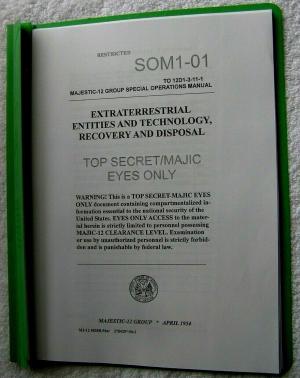 RESTRICTED
SOM1-01
TO 12D1-3-11-1
MAJESTIC-12 GROUP SPECIAL OPERATIONS MANUAL
EXTRATERRESTRIAL
ENTITIES AND TECHNOLOGY,
RECOVERY AND DISPOSAL
TOP SECRET/MAJIC
EYES ONLY
WARNING! This is a TOP SECRET-MAJIC EYES
ONLY document containing compartmentalized in-
formation essential to the national security of the
United States. EYES ONLY ACCESS to the mater-
ial herein is strictly limited to personnel possessing
MAJIC-12 CLEARANCE LEVEL. Examination
or use by unauthorized personnel is strictly forbid-
den and is punishable by federal law.
MAJESTIC-12 GROUP * APRIL 1954